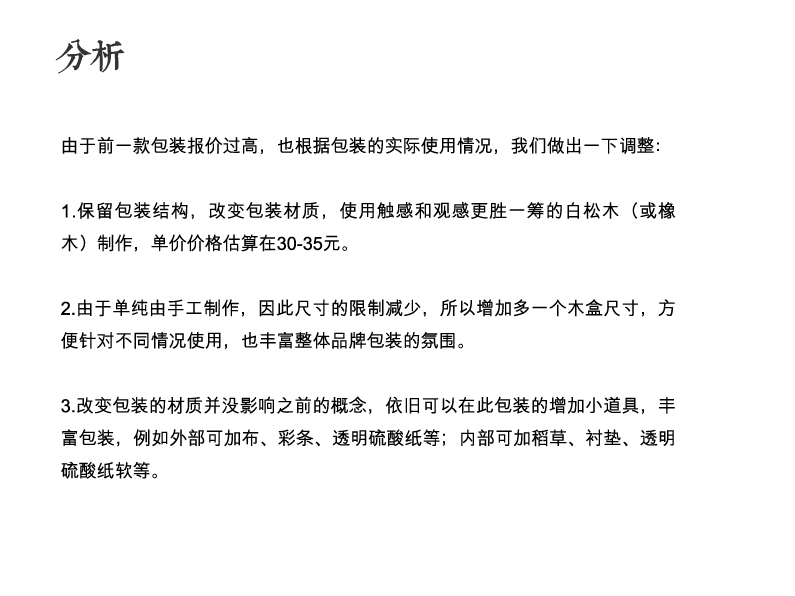 分析
由于前一款包装报价过高，也根据包装的实际使用情况，我们做出一下调整：
1.保留包装结构，改变包装材质，使用触感和观感更胜一筹的白松木（或橡
木）制作，单价价格估算在30-35元。
2.由于单纯由手工制作，因此尺寸的限制减少，所以增加多一个木盒尺寸，方
便针对不同情况使用，也丰富整体品牌包装的氛围。
3.改变包装的材质并没影响之前的概念，依旧可以在此包装的增加小道具，丰
富包装，例如外部可加布、彩条、透明硫酸纸等；内部可加稻草、衬垫、透明
硫酸纸软等。